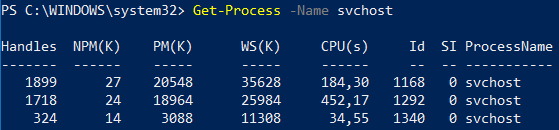 PS C:\WINDOWS\system32> Get-Process -Name svchost
Handles NPM(K) PM(K) WS(K) CPU(s) Id SI ProcessName
------- ------ ----- ----- ------ -- -- -----------
1899 27 20548 35628 184,30 1168 0 svchost
1718 24 18964 25984 452,17 1292 0 svchost
324 14 3088 11308 34,55 1340 0 svchost